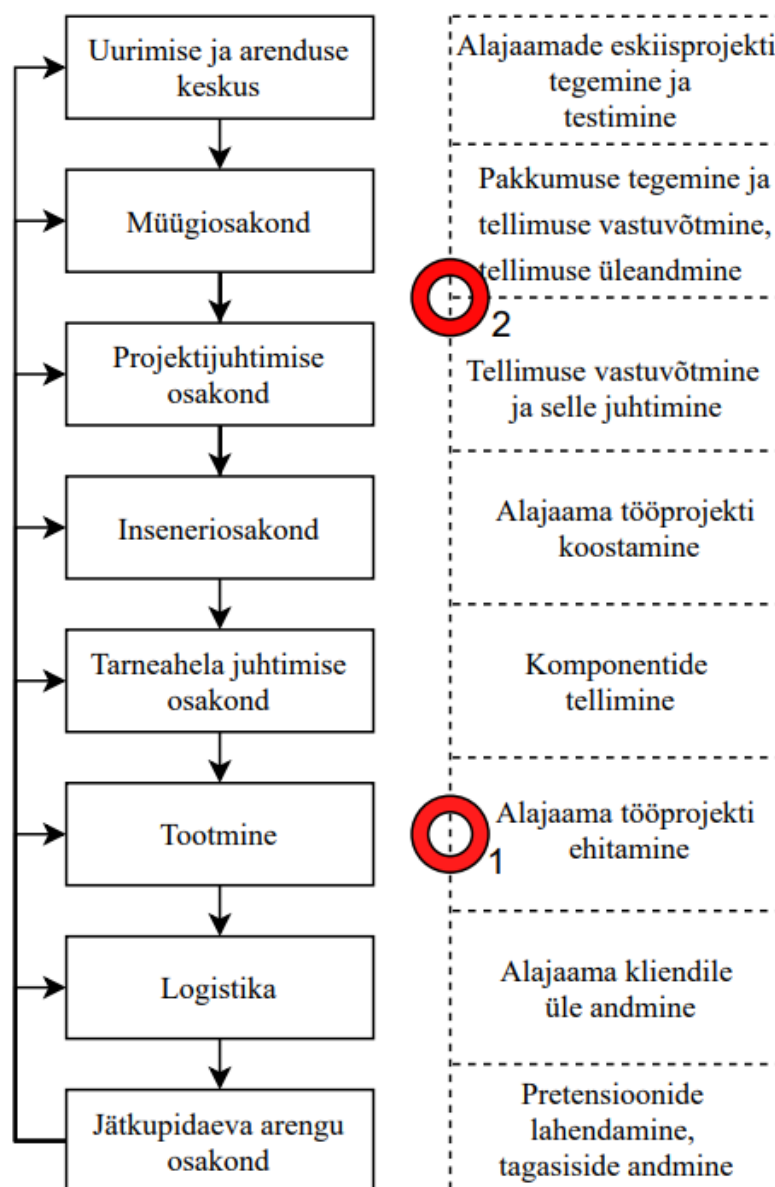 Uurimise ja arenduse
keskus
Alajaamade eskiisprojekti
tegemine ja
testimine
Müügiosakond
Pakkumuse tegemine ja
tellimuse vastuvõtmine,
tellimuse üleandmine
2
Projektijuhtimise
osakond
Tellimuse vastuvõtmine
ja selle juhtimine
Inseneriosakond
Alajaama tööprojekti
koostamine
Tarneahela juhtimise
osakond
Komponentide
tellimine
Tootmine
1
Alajaama tööprojekti
ehitamine
Logistika
Alajaama kliendile
üle andmine
Jätkupidaeva arengu
osakond
Pretensioonide
lahendamine,
tagasiside andmine